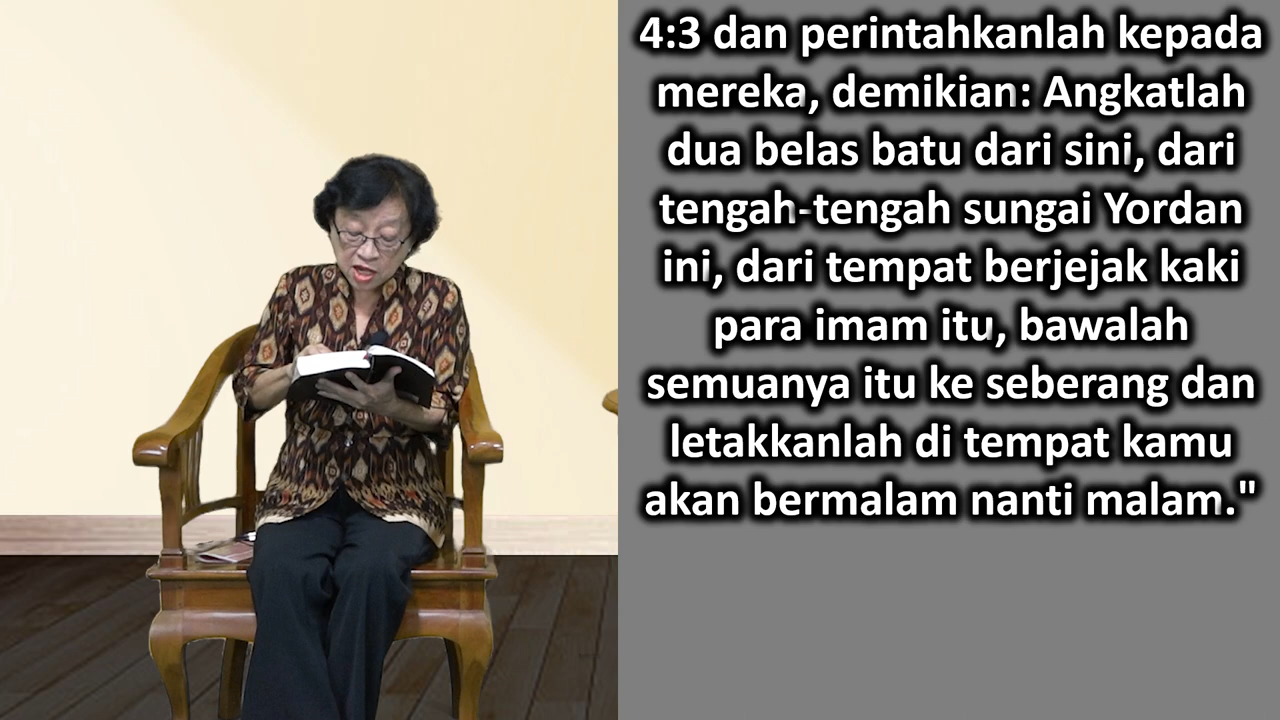 4:3 dan perintahkanlah kepada
mereka, demikian: Angkatlah
dua belas batu dari sini, dari
tengah-tengah sungai Yordan
ini, dari tempat berjejak kaki
para imam itu, bawalah
semuanya itu ke seberang dan
letakkanlah di tempat kamu
akan bermalam nanti malam."